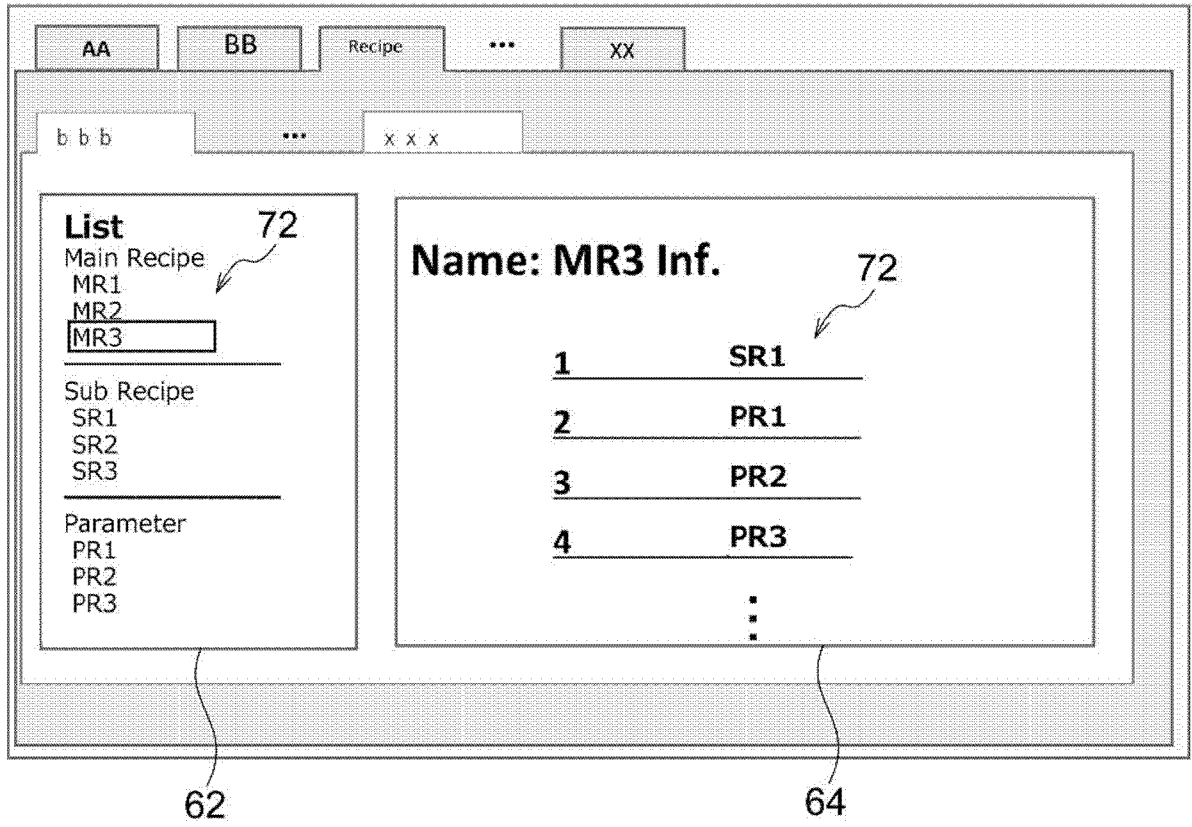 AA BB Recipe ... XX
b b b ... x x x
List 72
Main Recipe
MR1
MR2
MR3
Sub Recipe
SR1
SR2
SR3
Parameter
PR1
PR2
PR3
Name: MR3 Inf.
72
1 SR1
2 PR1
3 PR2
4 PR3
⋮
62 64